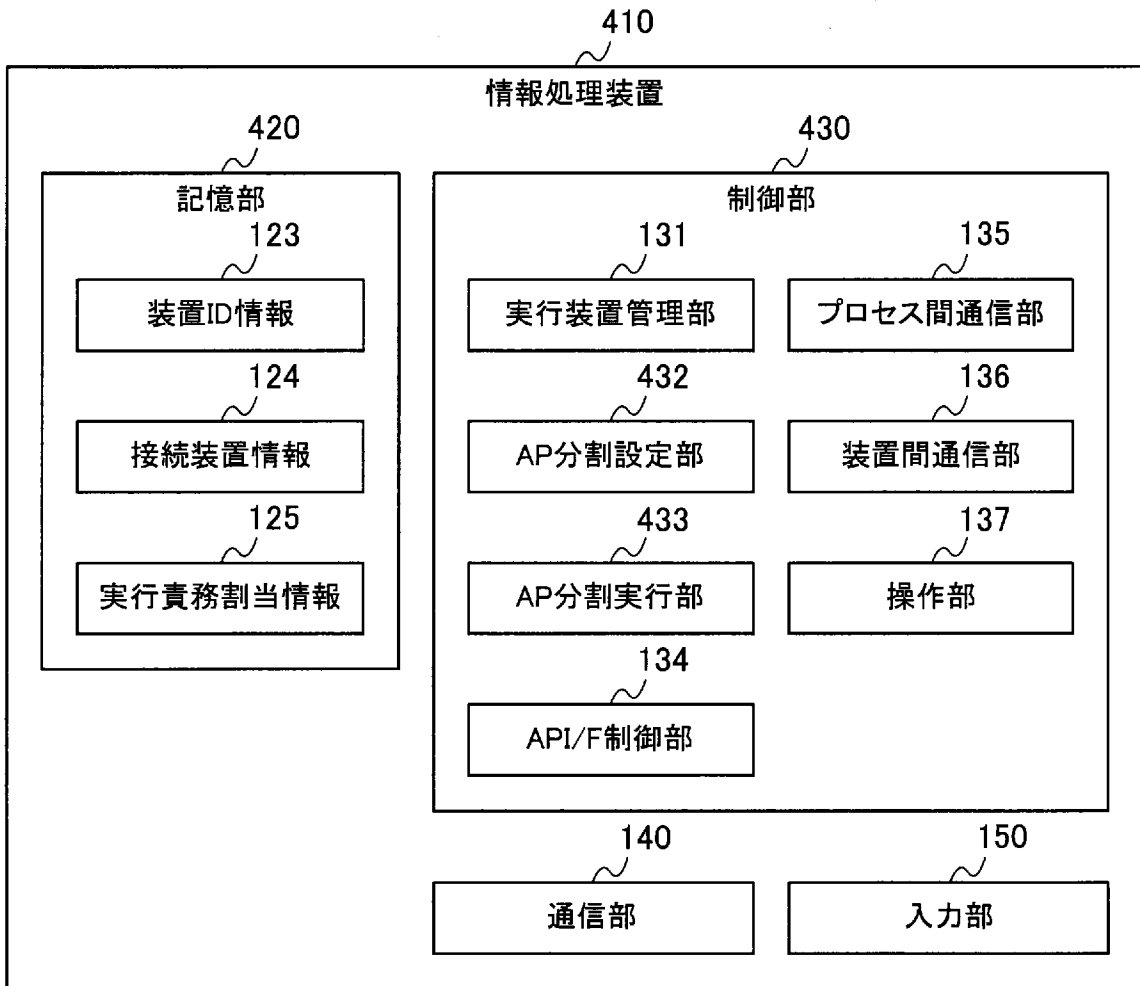 410
情報処理装置
420
記憶部
123
装置ID情報
124
接続装置情報
125
実行責務割当情報
430
制御部
131
実行装置管理部
135
プロセス間通信部
432
AP分割設定部
136
装置間通信部
433
AP分割実行部
137
操作部
134
API/F制御部
140
通信部
150
入力部